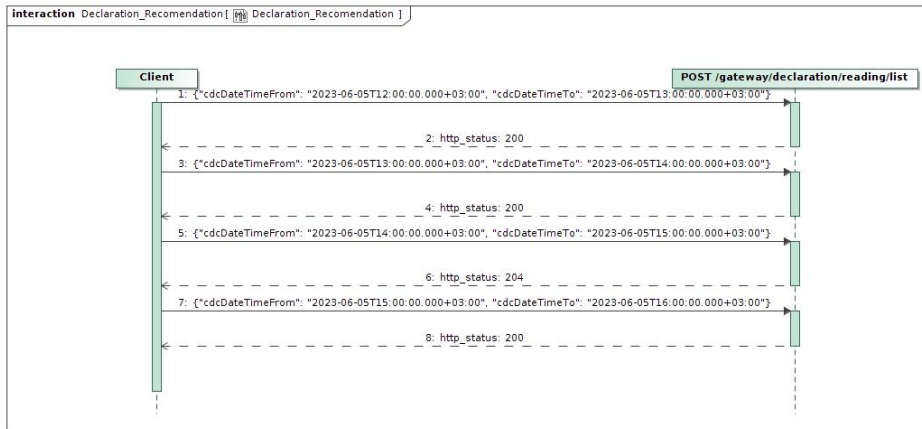 interaction Declaration_Recomendation [ Declaration_Recomendation ]
Client
POST /gateway/declaration/reading/list
1: {"cdcDateTimeFrom": "2023-06-05T12:00:00.000+03:00", "cdcDateTimeTo": "2023-06-05T13:00:00.000+03:00"}
2: http_status: 200
3: {"cdcDateTimeFrom": "2023-06-05T13:00:00.000+03:00", "cdcDateTimeTo": "2023-06-05T14:00:00.000+03:00"}
4: http_status: 200
5: {"cdcDateTimeFrom": "2023-06-05T14:00:00.000+03:00", "cdcDateTimeTo": "2023-06-05T15:00:00.000+03:00"}
6: http_status: 204
7: {"cdcDateTimeFrom": "2023-06-05T15:00:00.000+03:00", "cdcDateTimeTo": "2023-06-05T16:00:00.000+03:00"}
8: http_status: 200